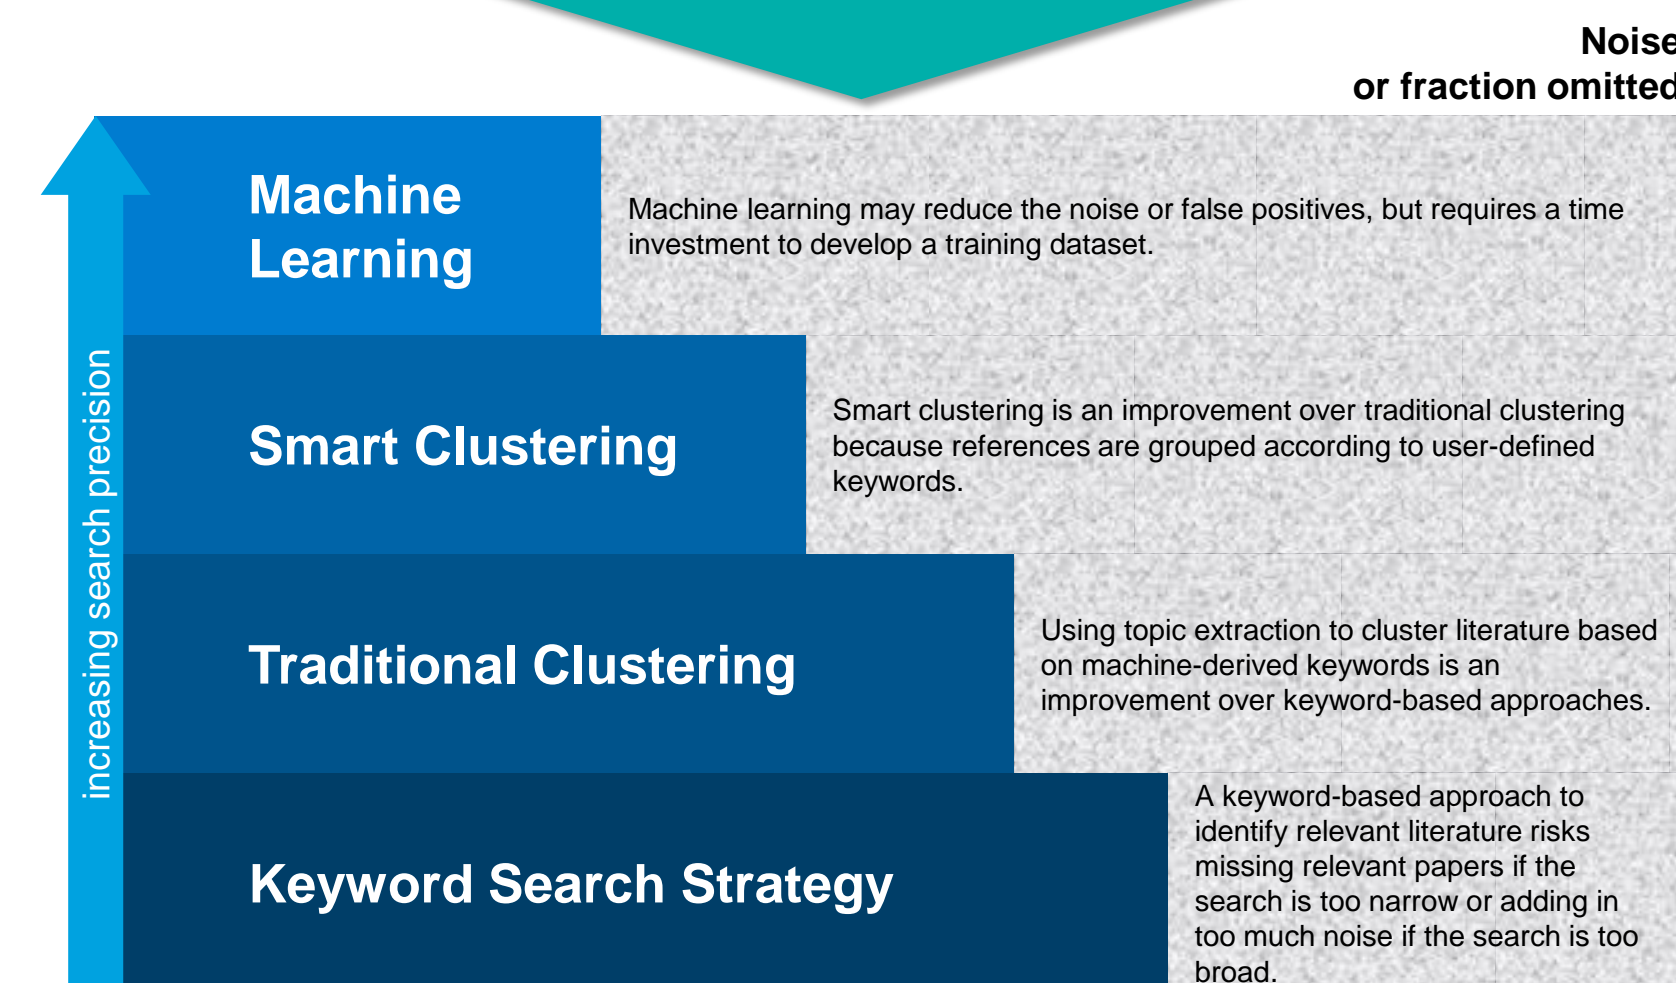 Noise
or fraction omitted
Machine
Learning
Machine learning may reduce the noise or false positives, but requires a time
investment to develop a training dataset.
increasing search precision
Smart Clustering
Smart clustering is an improvement over traditional clustering
because references are grouped according to user-defined
keywords.
Traditional Clustering
Using topic extraction to cluster literature based
on machine-derived keywords is an
improvement over keyword-based approaches.
Keyword Search Strategy
A keyword-based approach to
identify relevant literature risks
missing relevant papers if the
search is too narrow or adding in
too much noise if the search is too
broad.